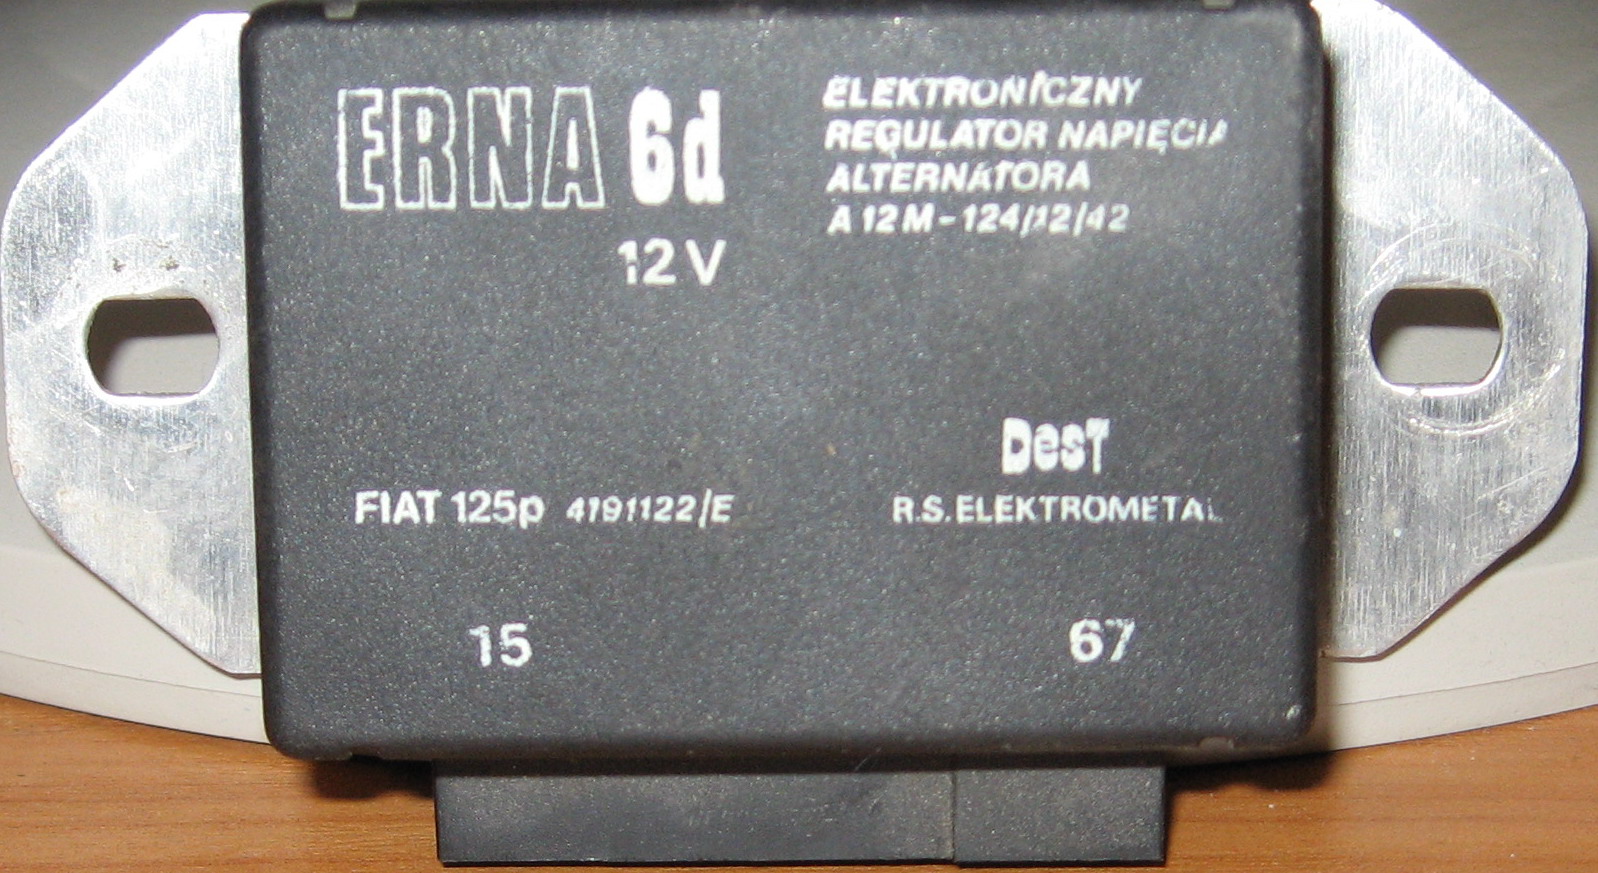 ERNA 6d
12 V
ELEKTRONICZNY
REGULATOR NAPIĘCIA
ALTERNATORA
A 12 M - 124/12/42
FIAT 125p 4191122/E
DesT
R.S. ELEKTROMETAL
15
67